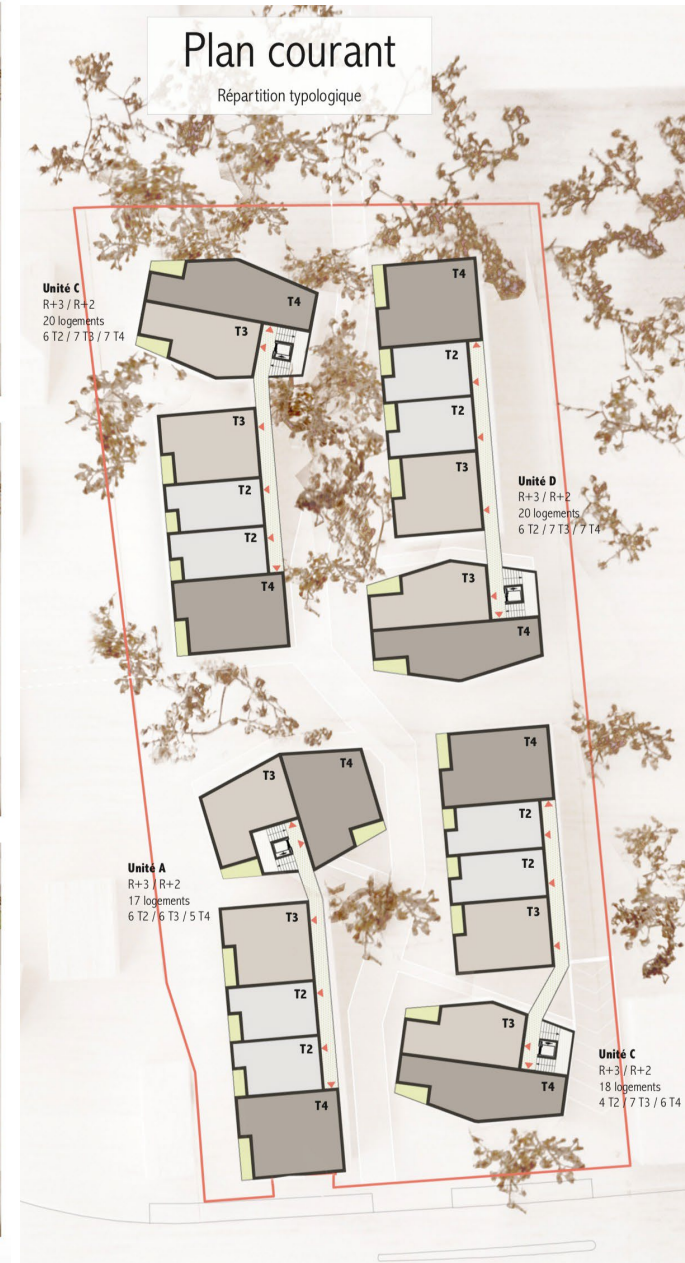 Plan courant
Répartition typologique
Unité C
R+3 / R+2
20 logements
6 T2 / 7 T3 / 7 T4
T4
T3
T3
T2
T2
T4
T4
T2
T2
T3
T3
T4
Unité D
R+3 / R+2
20 logements
6 T2 / 7 T3 / 7 T4
Unité A
R+3 / R+2
17 logements
6 T2 / 6 T3 / 5 T4
T3
T4
T3
T2
T2
T4
T4
T2
T2
T3
T3
T4
Unité C
R+3 / R+2
18 logements
4 T2 / 7 T3 / 6 T4